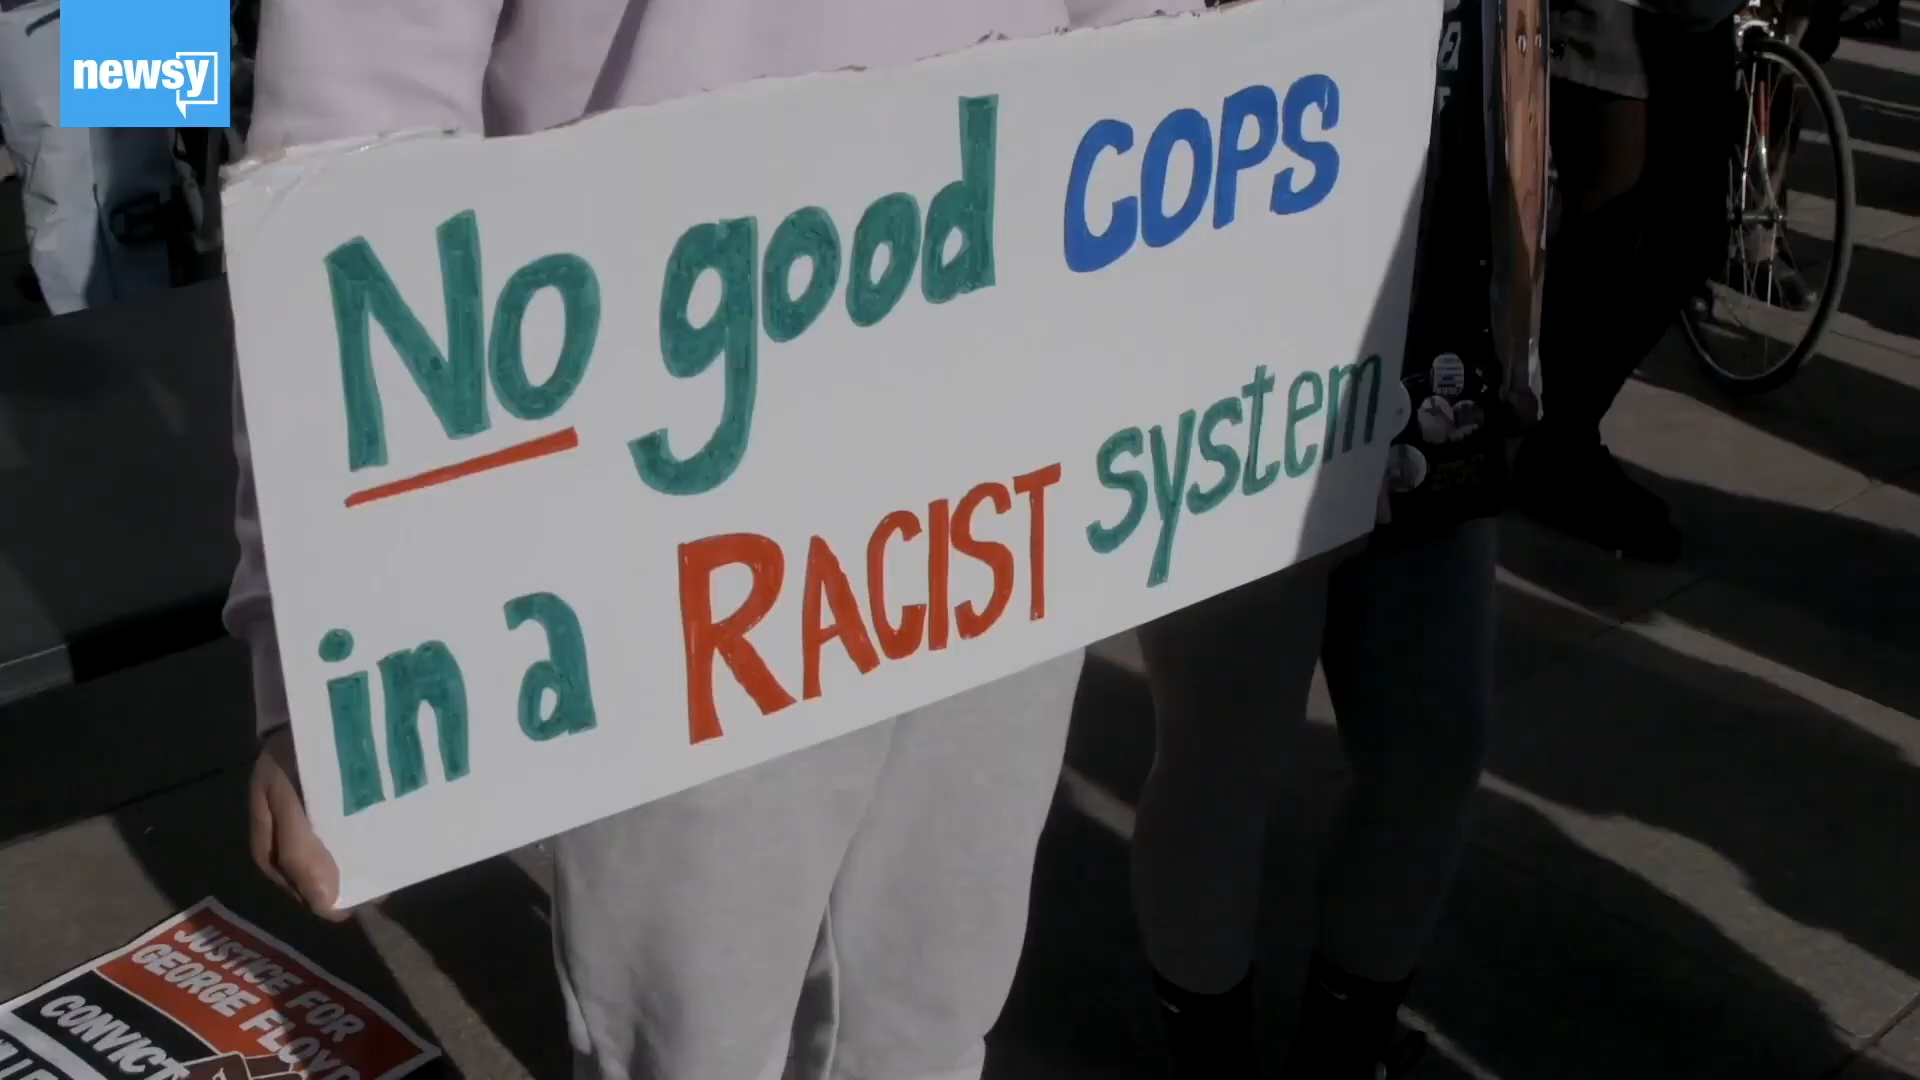 newsy
No good COPS
in a RACIST system
JUSTICE FOR
GEORGE FLOYD
CONVICT